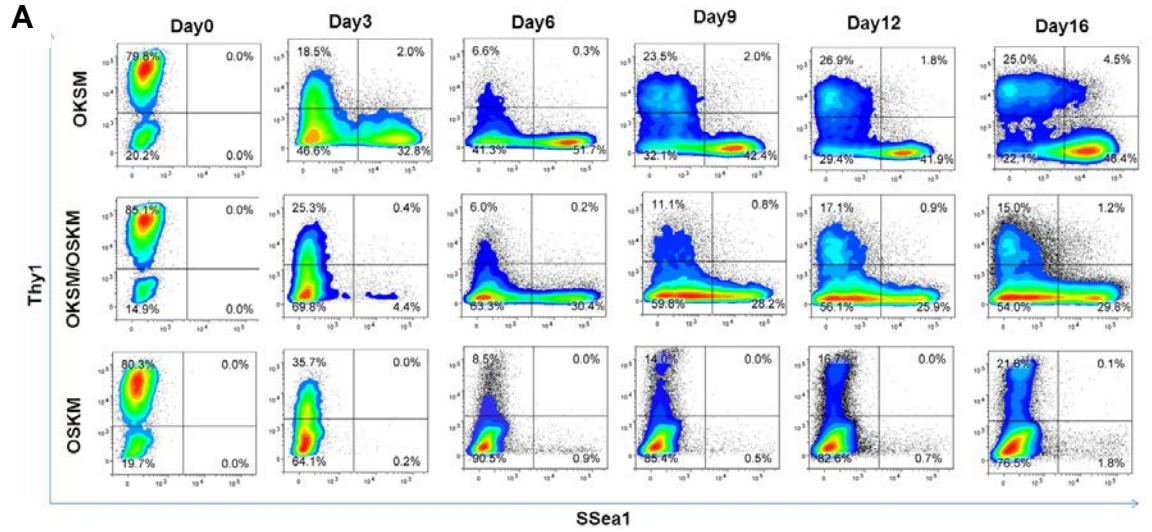 A
Day0 Day3 Day6 Day9 Day12 Day16
OKSM
79.8% 0.0% 18.5% 2.0% 6.6% 0.3% 23.5% 2.0% 26.9% 1.8% 25.0% 4.5%
20.2% 0.0% 46.6% 32.8% 41.3% 51.7% 32.1% 42.4% 29.4% 41.9% 22.1% 48.4%
OKSM/OSKM
85.1% 0.0% 25.3% 0.4% 6.0% 0.2% 11.1% 0.8% 17.1% 0.9% 15.0% 1.2%
14.9% 0.0% 69.8% 4.4% 63.3% 30.4% 59.8% 28.2% 56.1% 25.9% 54.0% 29.8%
OSKM
80.3% 0.0% 35.7% 0.0% 8.5% 0.0% 14.0% 0.0% 16.7% 0.0% 21.6% 0.1%
19.7% 0.0% 64.1% 0.2% 90.5% 0.9% 85.4% 0.5% 82.6% 0.7% 76.5% 1.8%
Thy1
SSea1